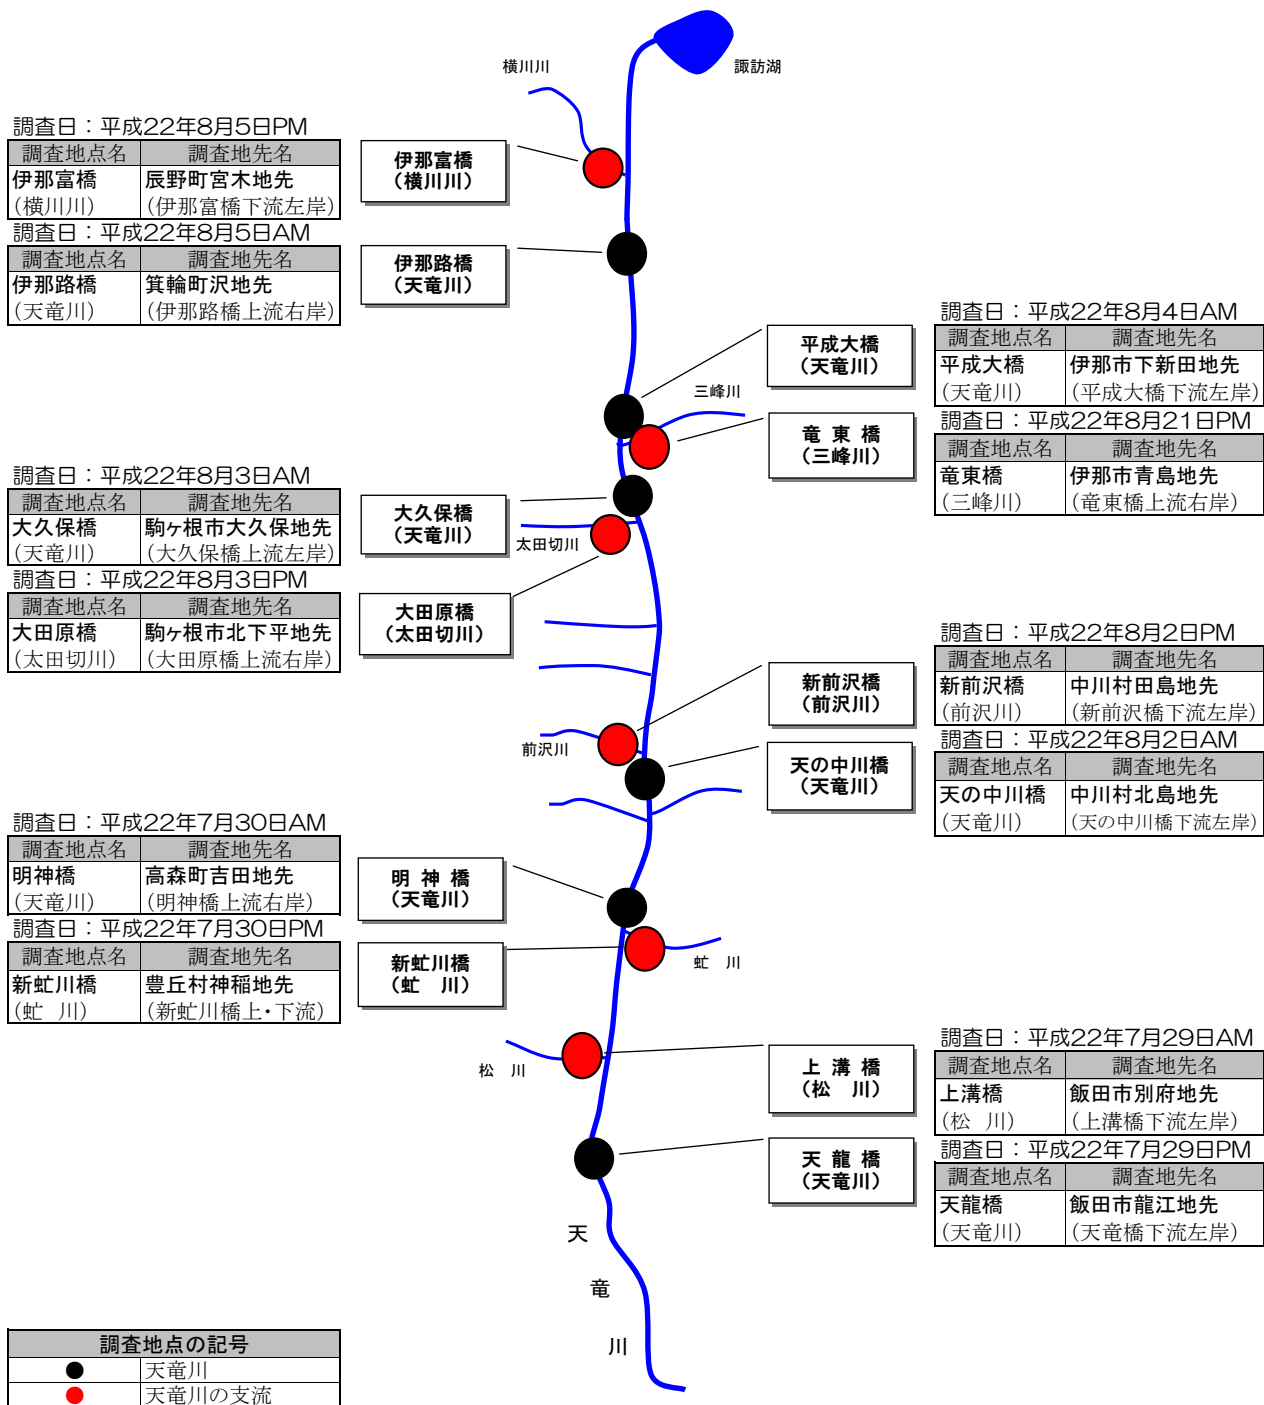 横川川
諏訪湖
調査日：平成22年8月5日PM
調査地点名 調査地先名
伊那富橋 辰野町宮木地先
(横川川) (伊那富橋下流左岸)
調査日：平成22年8月5日AM
調査地点名 調査地先名
伊那路橋 箕輪町沢地先
(天竜川) (伊那路橋上流右岸)
伊那富橋
(横川川)
伊那路橋
(天竜川)
調査日：平成22年8月4日AM
調査地点名 調査地先名
平成大橋 伊那市下新田地先
(天竜川) (平成大橋下流左岸)
調査日：平成22年8月21日PM
調査地点名 調査地先名
竜東橋 伊那市青島地先
(三峰川) (竜東橋上流右岸)
平成大橋
(天竜川)
三峰川
竜 東 橋
(三峰川)
調査日：平成22年8月3日AM
調査地点名 調査地先名
大久保橋 駒ヶ根市大久保地先
(天竜川) (大久保橋上流左岸)
調査日：平成22年8月3日PM
調査地点名 調査地先名
大田原橋 駒ヶ根市北下平地先
(太田切川) (大田原橋上流右岸)
大久保橋
(天竜川)
太田切川
大田原橋
(太田切川)
調査日：平成22年8月2日PM
調査地点名 調査地先名
新前沢橋 中川村田島地先
(前沢川) (新前沢橋下流左岸)
調査日：平成22年8月2日AM
調査地点名 調査地先名
天の中川橋 中川村北島地先
(天竜川) (天の中川橋下流左岸)
新前沢橋
(前沢川)
前沢川
天の中川橋
(天竜川)
調査日：平成22年7月30日AM
調査地点名 調査地先名
明神橋 高森町吉田地先
(天竜川) (明神橋上流右岸)
調査日：平成22年7月30日PM
調査地点名 調査地先名
新虻川橋 豊丘村神稲地先
(虻 川) (新虻川橋上・下流)
明 神 橋
(天竜川)
新虻川橋
(虻 川)
虻 川
調査日：平成22年7月29日AM
調査地点名 調査地先名
上溝橋 飯田市別府地先
(松 川) (上溝橋下流左岸)
調査日：平成22年7月29日PM
調査地点名 調査地先名
天龍橋 飯田市龍江地先
(天竜川) (天竜橋下流左岸)
松 川
上 溝 橋
(松 川)
天 龍 橋
(天竜川)
天
竜
川
調査地点の記号
● 天竜川
● 天竜川の支流